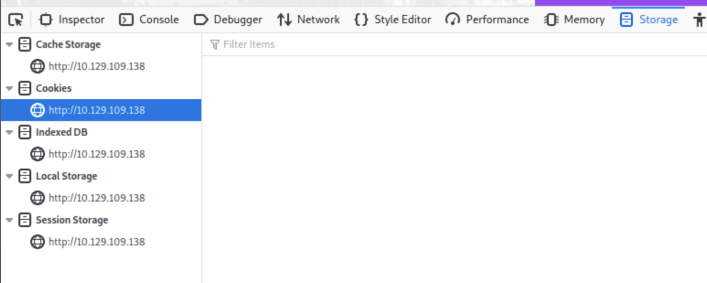 Inspector Console Debugger Network {} Style Editor Performance Memory Storage
Cache Storage
http://10.129.109.138
Cookies
http://10.129.109.138
Indexed DB
http://10.129.109.138
Local Storage
http://10.129.109.138
Session Storage
http://10.129.109.138
Filter Items